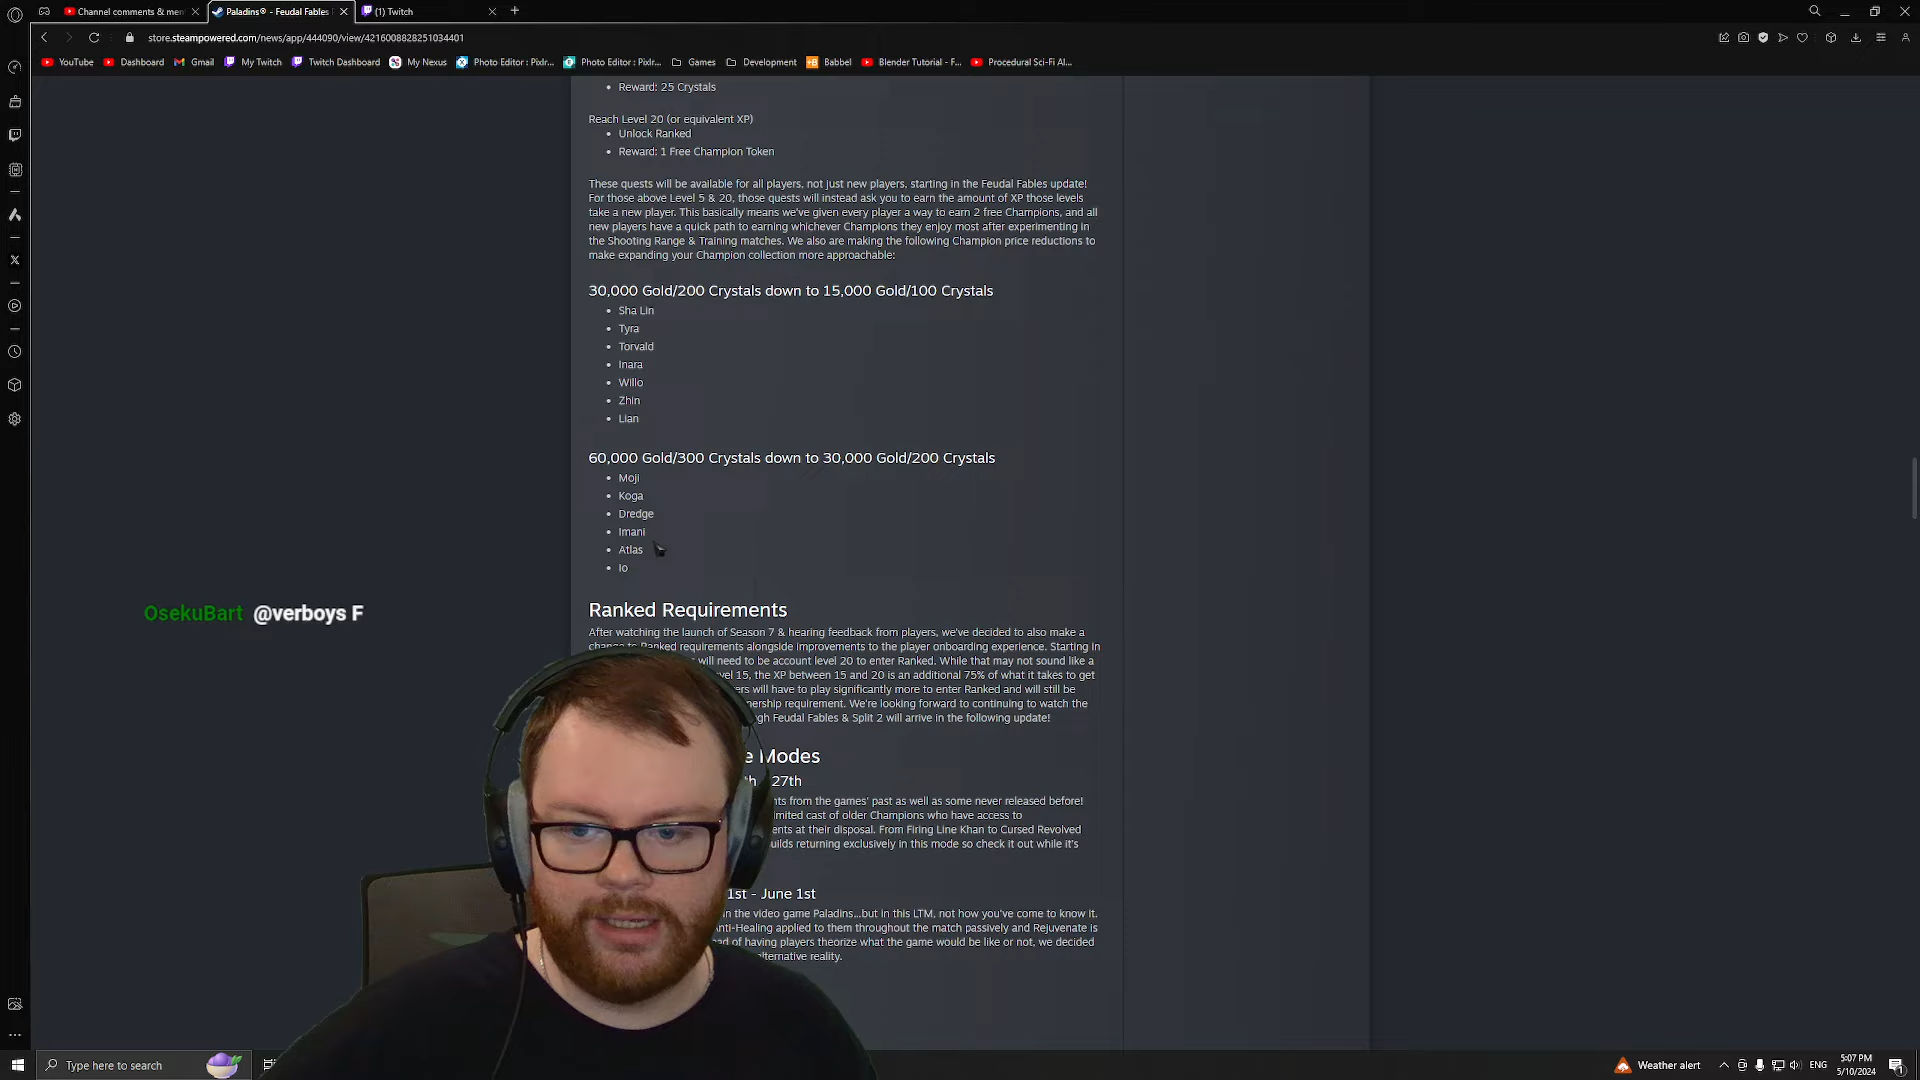 Channel comments & men
Paladins® - Feudal Fables
(1) Twitch
store.steampowered.com/news/app/444090/view/4216008828251034401
YouTube
Dashboard
Gmail
My Twitch
Twitch Dashboard
My Nexus
Photo Editor : Pixlr...
Photo Editor : Pixlr...
Games
Development
Babbel
Blender Tutorial - F...
Procedural Sci-Fi Al...
Reward: 25 Crystals
Reach Level 20 (or equivalent XP)
Unlock Ranked
Reward: 1 Free Champion Token
These quests will be available for all players, not just new players, starting in the Feudal Fables update!
For those above Level 5 & 20, those quests will instead ask you to earn the amount of XP those levels
take a new player. This basically means we've given every player a way to earn 2 free Champions, and all
new players have a quick path to earning whichever Champions they enjoy most after experimenting in
the Shooting Range & Training matches. We also are making the following Champion price reductions to
make expanding your Champion collection more approachable:
30,000 Gold/200 Crystals down to 15,000 Gold/100 Crystals
Sha Lin
Tyra
Torvald
Inara
Willo
Zhin
Lian
60,000 Gold/300 Crystals down to 30,000 Gold/200 Crystals
Moji
Koga
Dredge
Imani
Atlas
Io
Ranked Requirements
OsekuBart @verboys F
After watching the launch of Season 7 & hearing feedback from players, we've decided to also make a
change to Ranked requirements alongside improvements to the player onboarding experience. Starting in
will need to be account level 20 to enter Ranked. While that may not sound like a
vel 15, the XP between 15 and 20 is an additional 75% of what it takes to get
ers will have to play significantly more to enter Ranked and will still be
nership requirement. We're looking forward to continuing to watch the
gh Feudal Fables & Split 2 will arrive in the following update!
e Modes
th - 27th
nts from the games' past as well as some never released before!
imited cast of older Champions who have access to
ents at their disposal. From Firing Line Khan to Cursed Revolved
uilds returning exclusively in this mode so check it out while it's
1st - June 1st
in the video game Paladins...but in this LTM, not how you've come to know it.
Anti-Healing applied to them throughout the match passively and Rejuvenate is
ad of having players theorize what the game would be like or not, we decided
alternative reality.
Type here to search
Weather alert
ENG
5:07 PM
5/10/2024